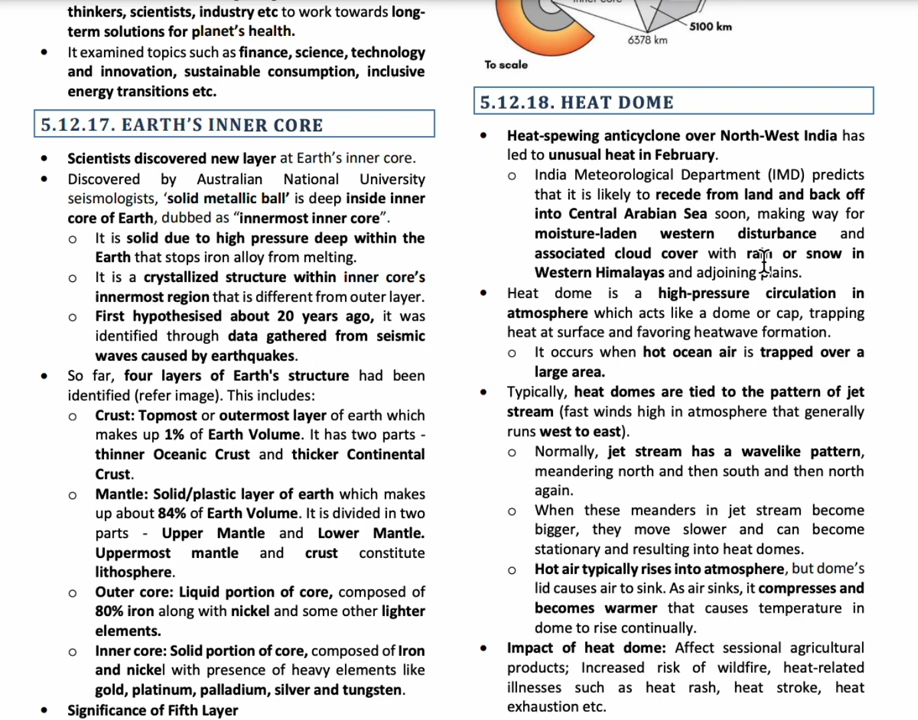 thinkers, scientists, industry etc to work towards long-
term solutions for planet's health.
• It examined topics such as finance, science, technology
and innovation, sustainable consumption, inclusive
energy transitions etc.
5.12.17. EARTH'S INNER CORE
• Scientists discovered new layer at Earth's inner core.
• Discovered by Australian National University
seismologists, 'solid metallic ball' is deep inside inner
core of Earth, dubbed as "innermost inner core".
o It is solid due to high pressure deep within the
Earth that stops iron alloy from melting.
o It is a crystallized structure within inner core's
innermost region that is different from outer layer.
o First hypothesised about 20 years ago, it was
identified through data gathered from seismic
waves caused by earthquakes.
• So far, four layers of Earth's structure had been
identified (refer image). This includes:
o Crust: Topmost or outermost layer of earth which
makes up 1% of Earth Volume. It has two parts -
thinner Oceanic Crust and thicker Continental
Crust.
o Mantle: Solid/plastic layer of earth which makes
up about 84% of Earth Volume. It is divided in two
parts - Upper Mantle and Lower Mantle.
Uppermost mantle and crust constitute
lithosphere.
o Outer core: Liquid portion of core, composed of
80% iron along with nickel and some other lighter
elements.
o Inner core: Solid portion of core, composed of Iron
and nickel with presence of heavy elements like
gold, platinum, palladium, silver and tungsten.
• Significance of Fifth Layer
5100 km
6378 km
To scale
5.12.18. HEAT DOME
• Heat-spewing anticyclone over North-West India has
led to unusual heat in February.
o India Meteorological Department (IMD) predicts
that it is likely to recede from land and back off
into Central Arabian Sea soon, making way for
moisture-laden western disturbance and
associated cloud cover with rain or snow in
Western Himalayas and adjoining plains.
• Heat dome is a high-pressure circulation in
atmosphere which acts like a dome or cap, trapping
heat at surface and favoring heatwave formation.
o It occurs when hot ocean air is trapped over a
large area.
• Typically, heat domes are tied to the pattern of jet
stream (fast winds high in atmosphere that generally
runs west to east).
o Normally, jet stream has a wavelike pattern,
meandering north and then south and then north
again.
o When these meanders in jet stream become
bigger, they move slower and can become
stationary and resulting into heat domes.
o Hot air typically rises into atmosphere, but dome's
lid causes air to sink. As air sinks, it compresses and
becomes warmer that causes temperature in
dome to rise continually.
• Impact of heat dome: Affect sessional agricultural
products; Increased risk of wildfire, heat-related
illnesses such as heat rash, heat stroke, heat
exhaustion etc.